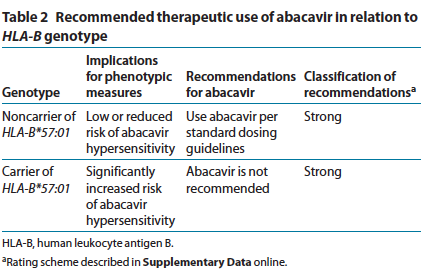 Table 2 Recommended therapeutic use of abacavir in relation to
HLA-B genotype
Genotype
Implications
for phenotypic
measures
Recommendations
for abacavir
Classification of
recommendationsa
Noncarrier of
HLA-B*57:01
Low or reduced
risk of abacavir
hypersensitivity
Use abacavir per
standard dosing
guidelines
Strong
Carrier of
HLA-B*57:01
Significantly
increased risk
of abacavir
hypersensitivity
Abacavir is not
recommended
Strong
HLA-B, human leukocyte antigen B.
aRating scheme described in Supplementary Data online.